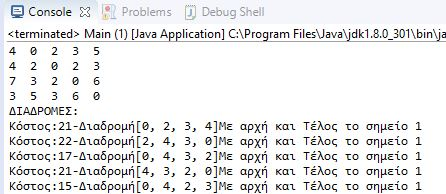 Console Problems Debug Shell
<terminated> Main (1) [Java Application] C:\Program Files\Java\jdk1.8.0_301\bin\ja
4 0 2 3 5
4 2 0 2 3
7 3 2 0 6
3 5 3 6 0
ΔΙΑΔΡΟΜΕΣ:
Κόστος:21-Διαδρομή[0, 2, 3, 4]Με αρχή και Τέλος το σημείο 1
Κόστος:22-Διαδρομή[2, 4, 3, 0]Με αρχή και Τέλος το σημείο 1
Κόστος:17-Διαδρομή[0, 4, 3, 2]Με αρχή και Τέλος το σημείο 1
Κόστος:21-Διαδρομή[4, 3, 2, 0]Με αρχή και Τέλος το σημείο 1
Κόστος:15-Διαδρομή[0, 4, 2, 3]Με αρχή και Τέλος το σημείο 1